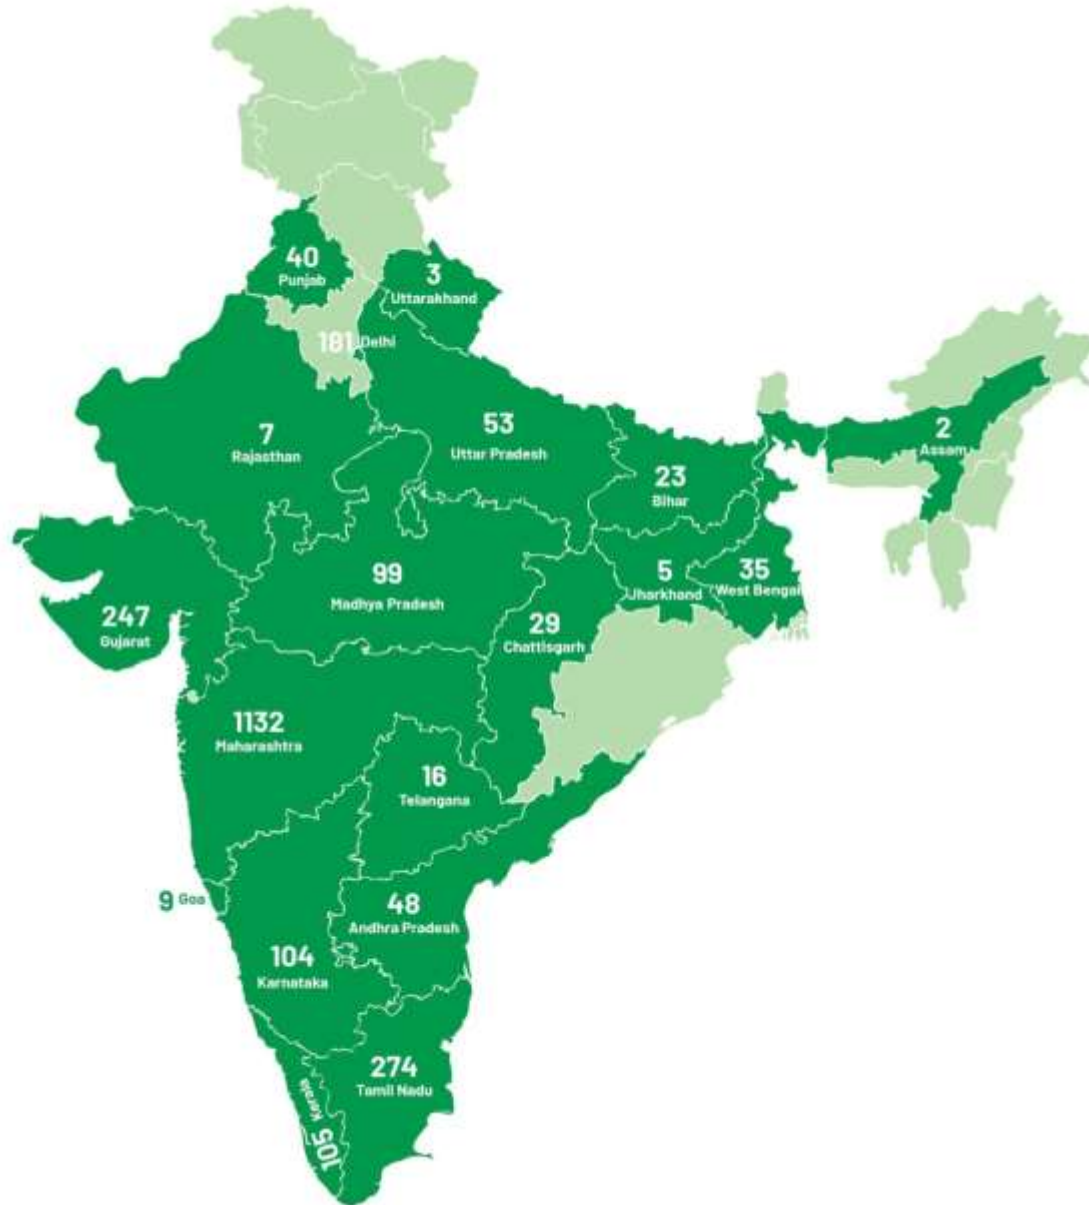 40
Punjab
3
Uttarakhand
181 Delhi
7
Rajasthan
53
Uttar Pradesh
2
Assam
23
Bihar
99
Madhya Pradesh
5
Jharkhand
35
West Bengal
247
Gujarat
29
Chattisgarh
1132
Maharashtra
16
Telangana
9 Goa
48
Andhra Pradesh
104
Karnataka
274
Tamil Nadu
105 Kerala